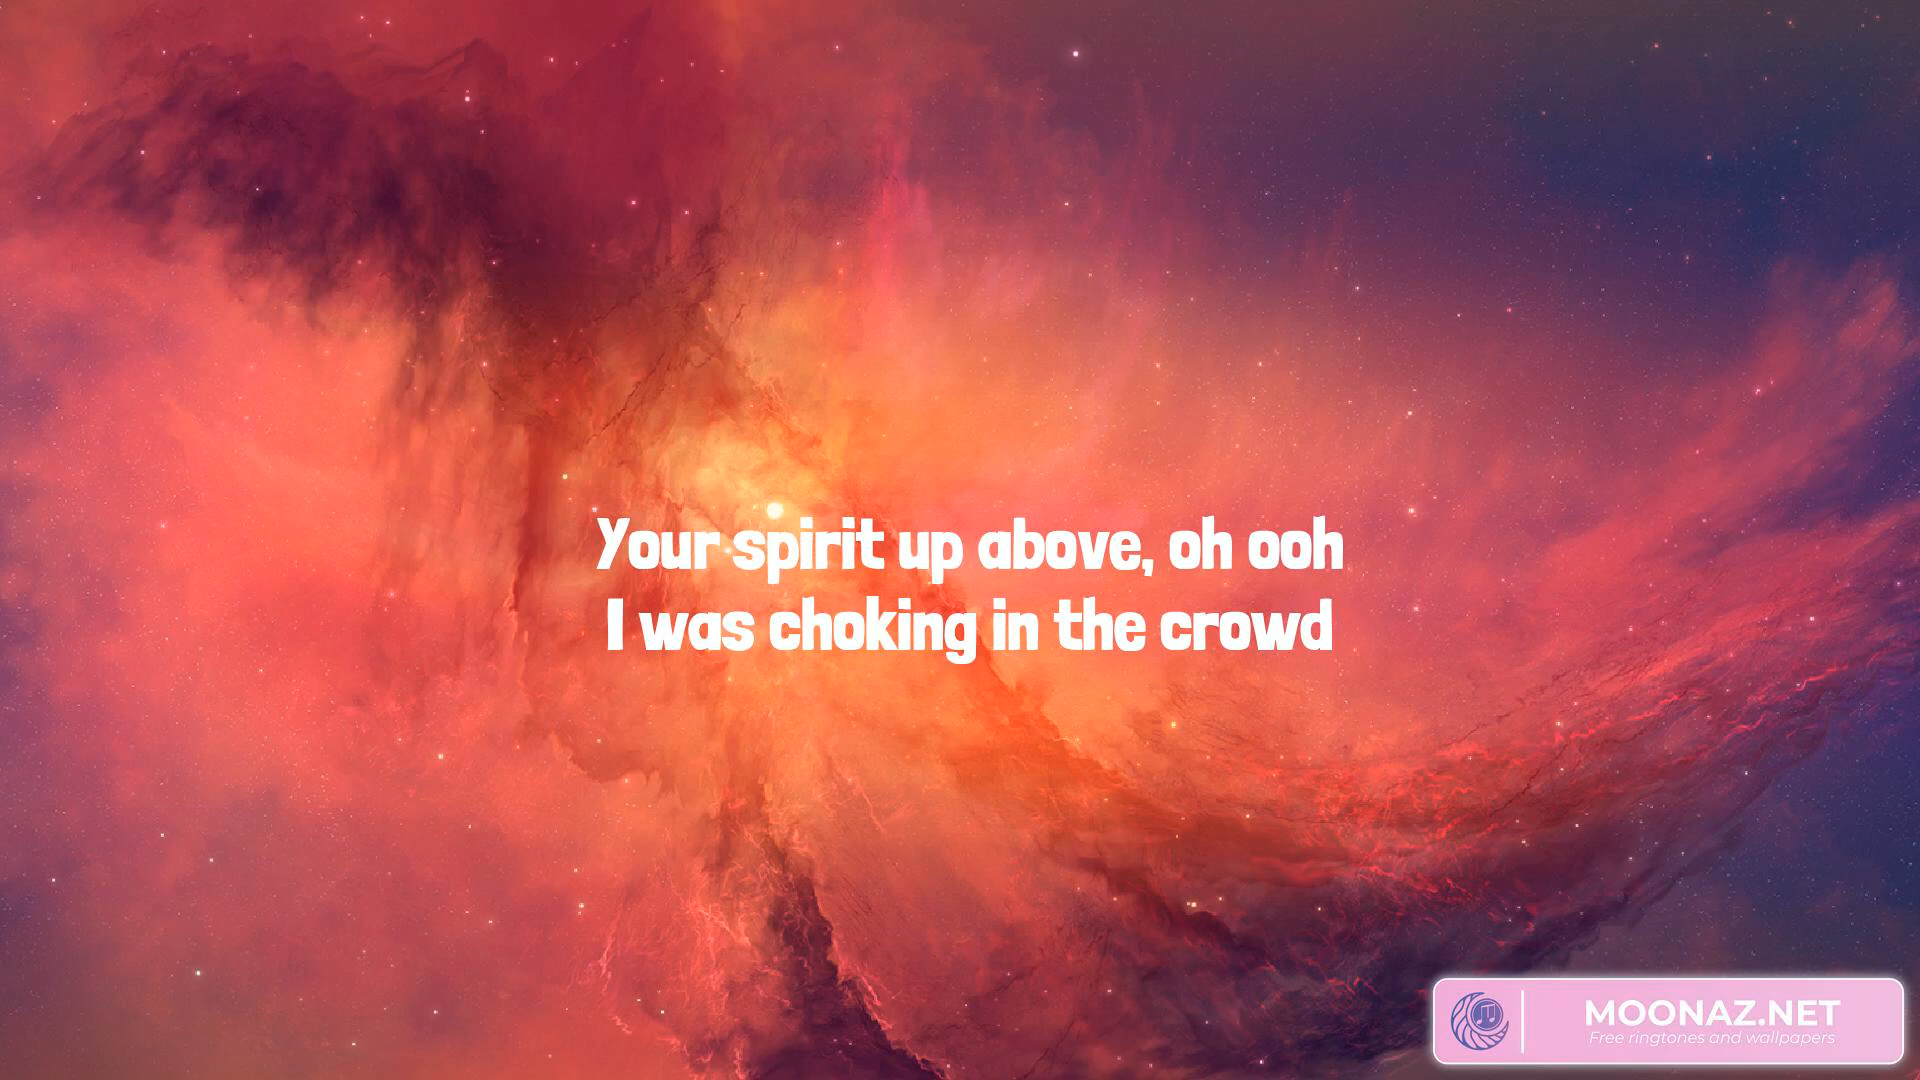 Your spirit up above, oh ooh
I was choking in the crowd
MOONAZ.NET
Free ringtones and wallpapers